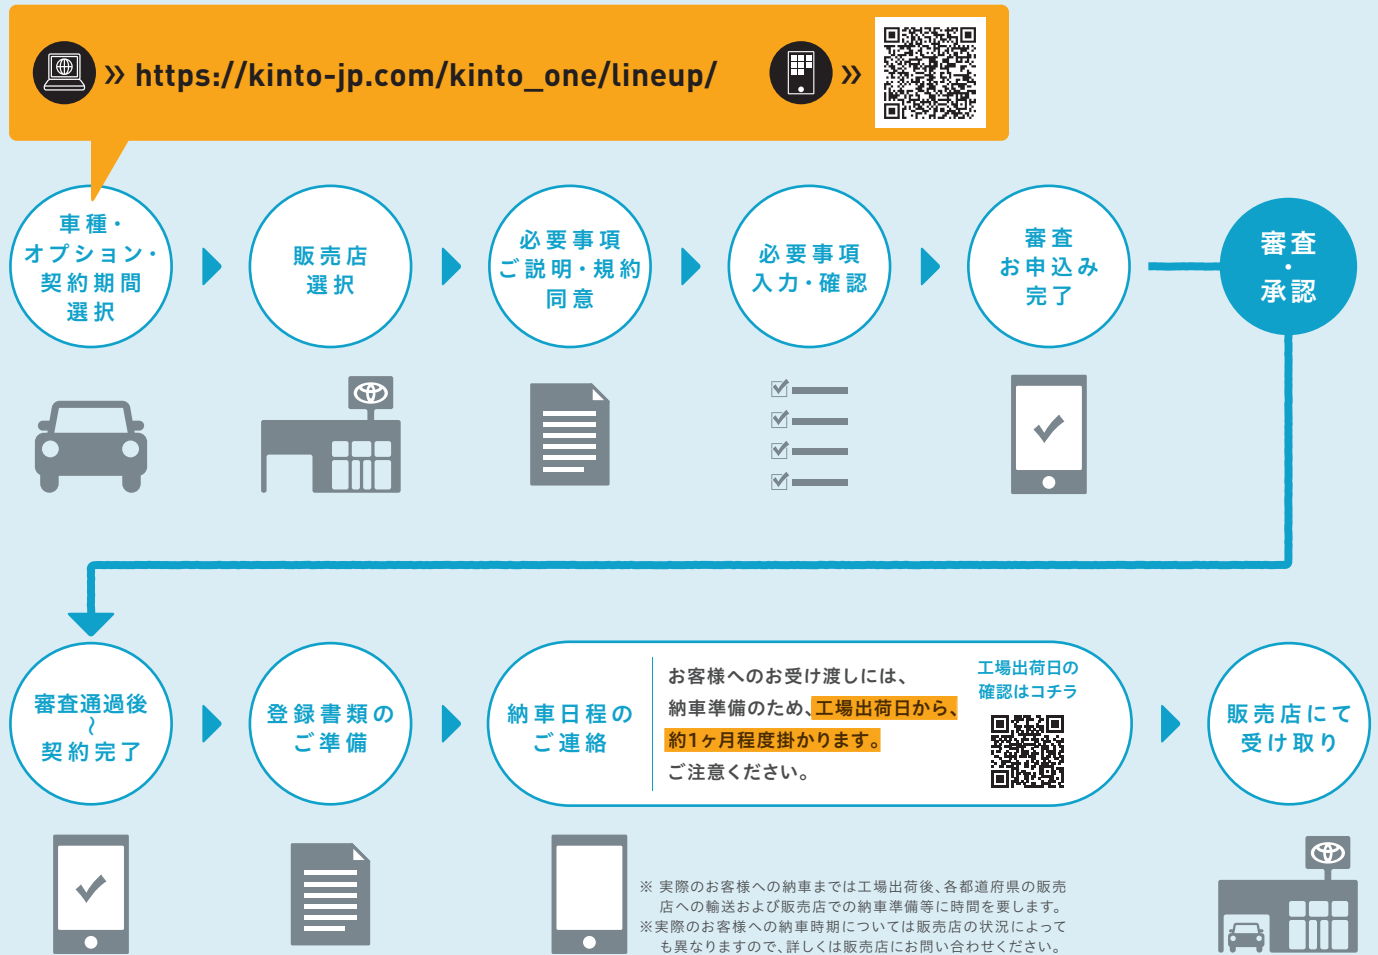 » https://kinto-jp.com/kinto_one/lineup/
»
車種・
オプション・
契約期間
選択
販売店
選択
必要事項
ご説明・規約
同意
必要事項
入力・確認
審査
お申込み
完了
審査
・
承認
審査通過後
〜
契約完了
登録書類の
ご準備
納車日程の
ご連絡
お客様へのお受け渡しには、
納車準備のため、工場出荷日から、
約1ヶ月程度掛かります。
ご注意ください。
工場出荷日の
確認はコチラ
販売店にて
受け取り
※ 実際のお客様への納車までは工場出荷後、各都道府県の販売
店への輸送および販売店での納車準備等に時間を要します。
※実際のお客様への納車時期については販売店の状況によって
も異なりますので、詳しくは販売店にお問い合わせください。